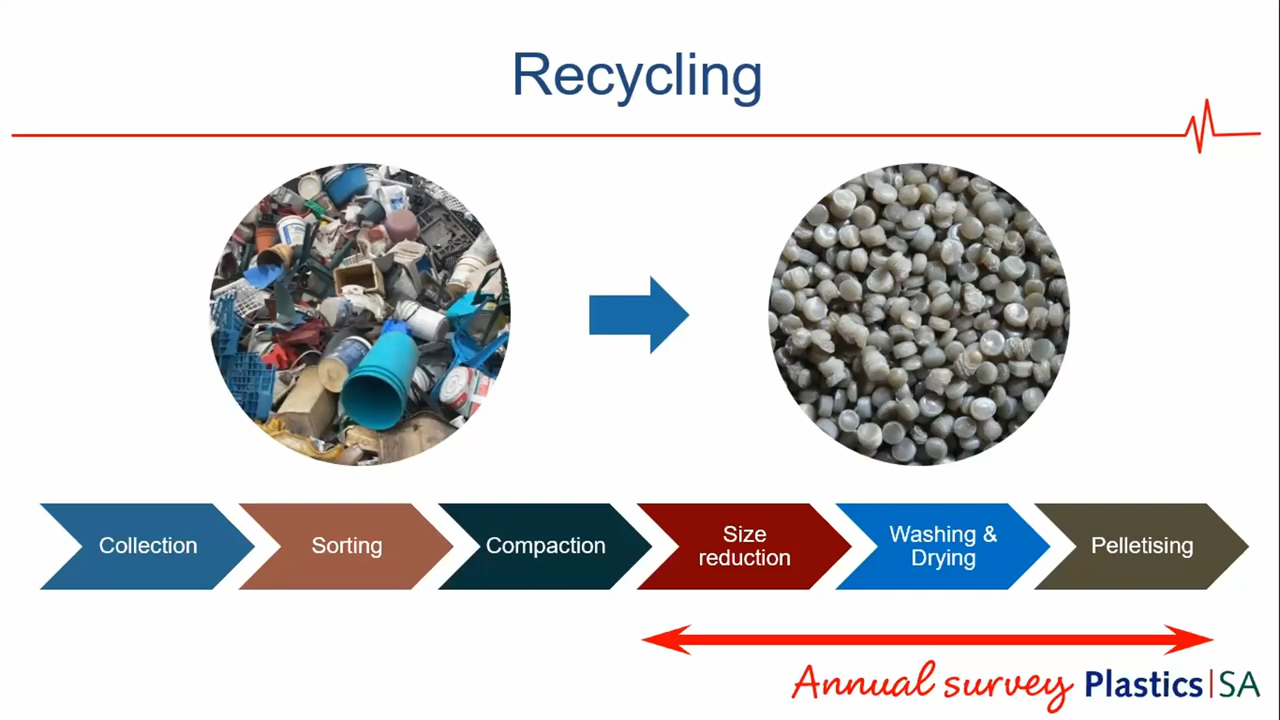 Recycling
Collection
Sorting
Compaction
Size
reduction
Washing &
Drying
Pelletising
Annual survey
Plastics|SA